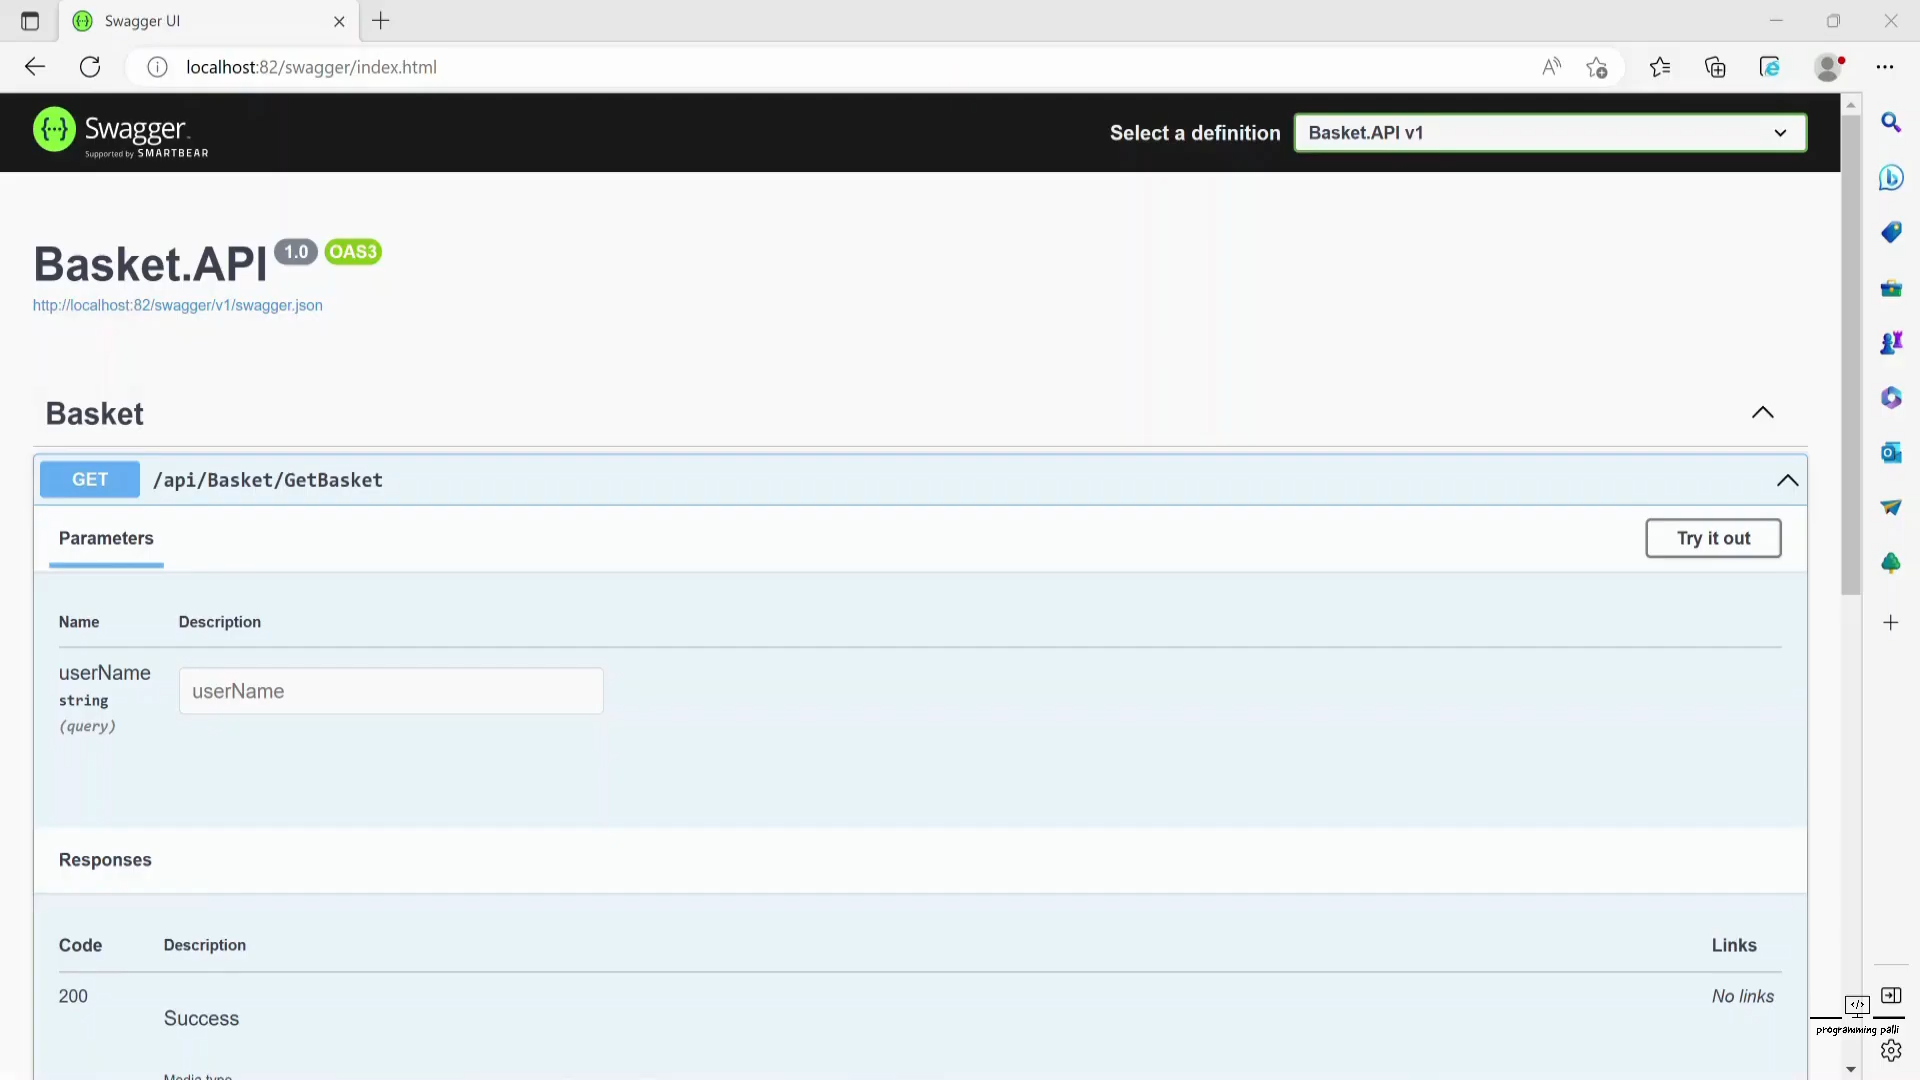 Swagger UI
localhost:82/swagger/index.html
Swagger
Supported by SMARTBEAR
Select a definition
Basket.API v1
Basket.API 1.0 OAS3
http://localhost:82/swagger/v1/swagger.json
Basket
GET /api/Basket/GetBasket
Parameters
Try it out
Name Description
userName
string
(query)
userName
Responses
Code Description Links
200
Success
No links
Media type
programming palli